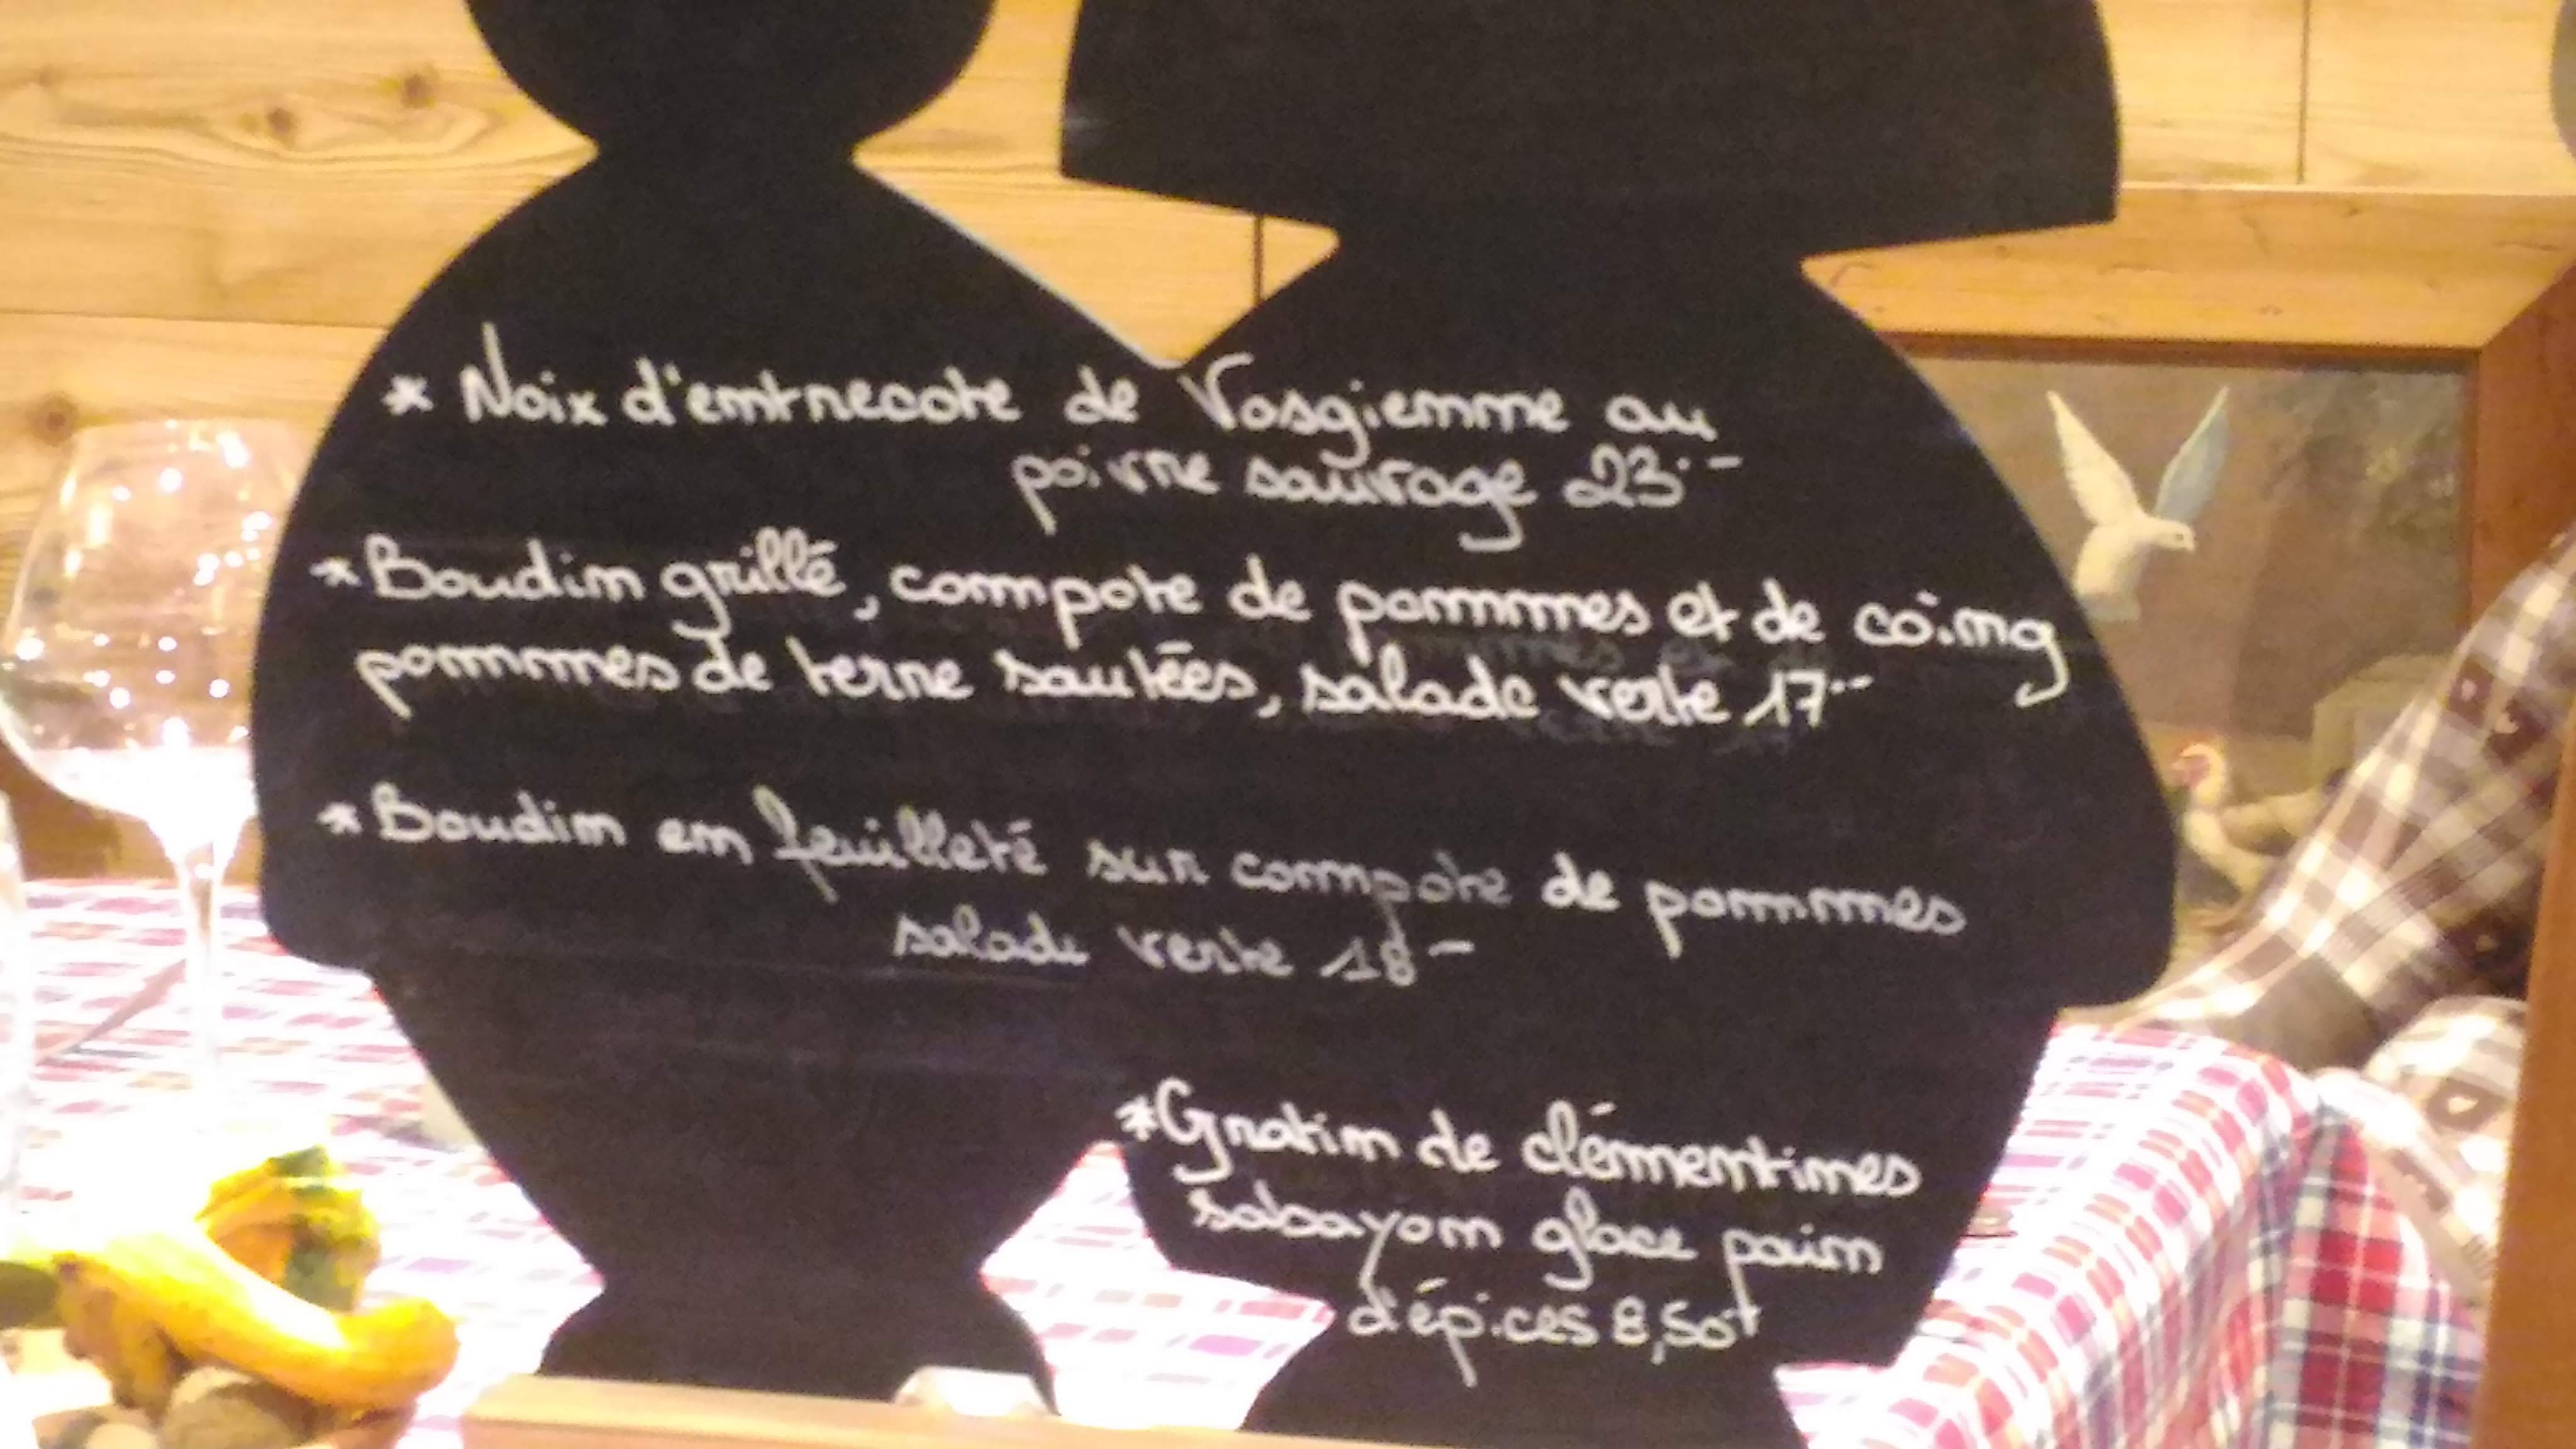 * Noix d'entrecote de Vosgienne au
poivre sauvage 23.-
* Boudin grillé, compote de pommes et de coing
pommes de terre sautées, salade verte 17.-
* Boudin en feuilleté sur compote de pommes
salade verte 18-
* Gratin de clémentines
sabayon glace pain
d'épices 8,50